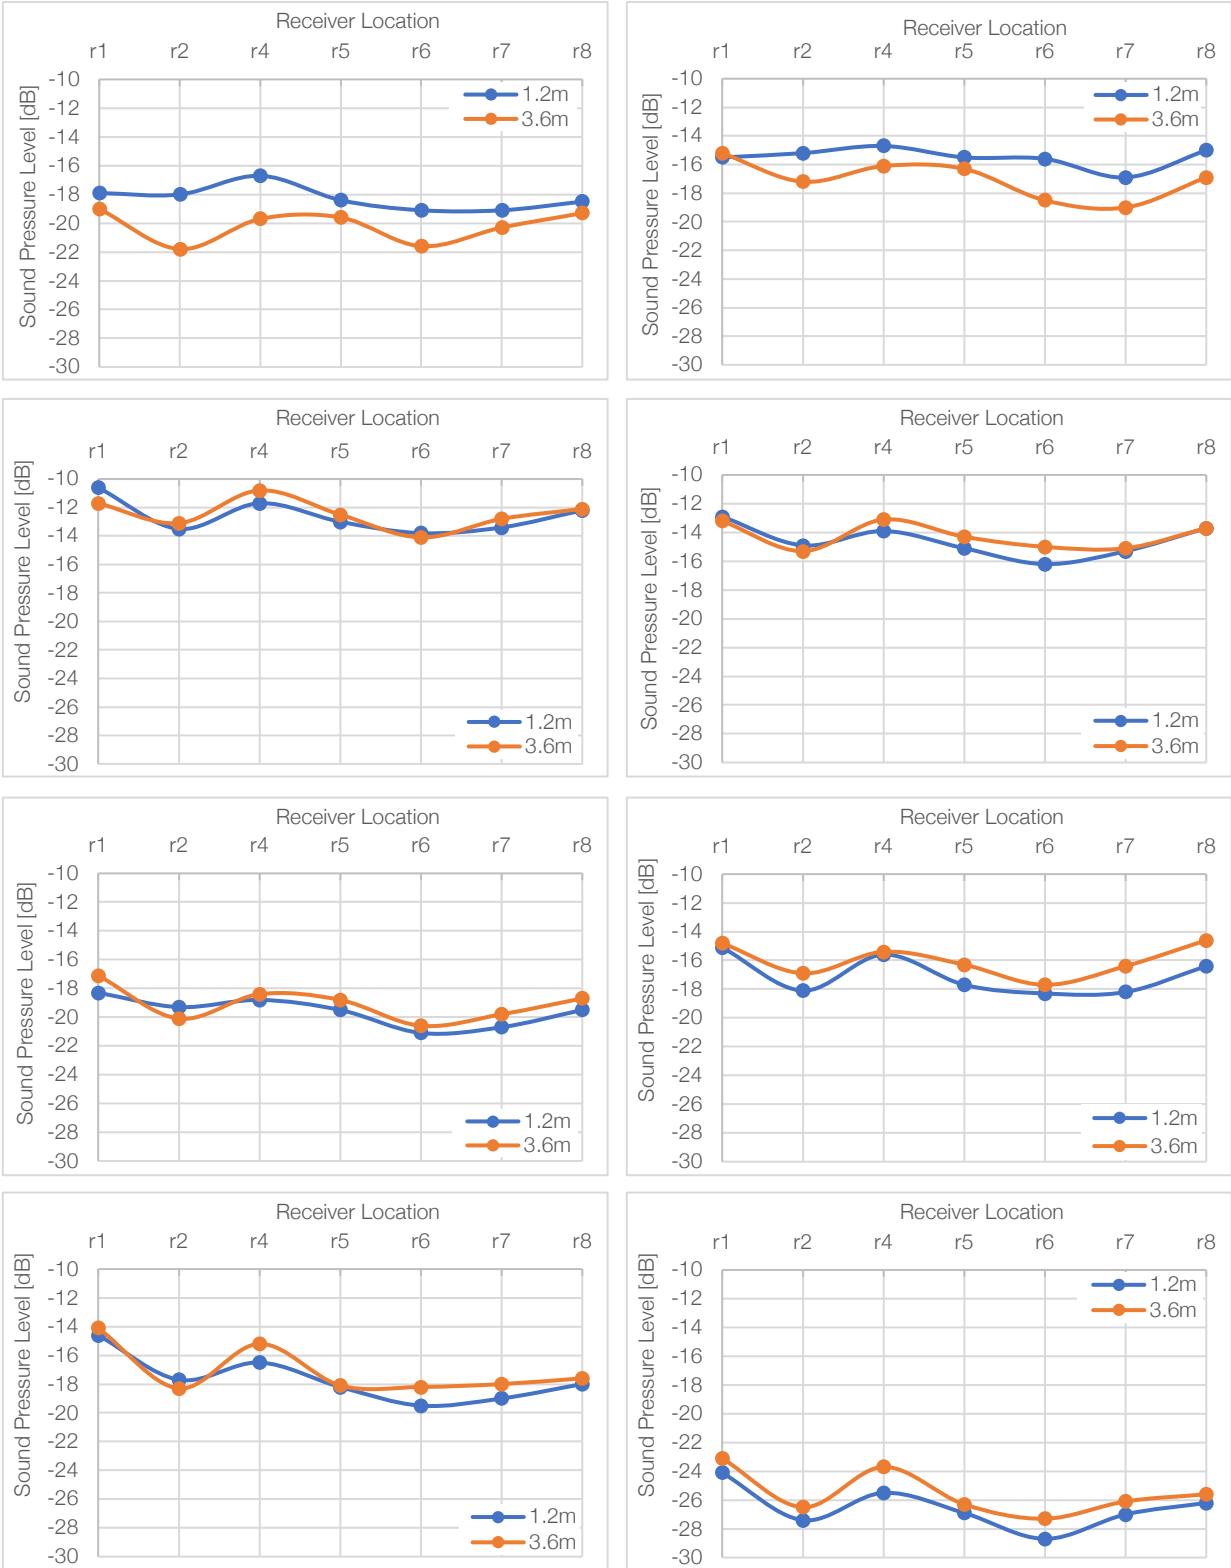 Receiver Location
r1 r2 r4 r5 r6 r7 r8
Sound Pressure Level [dB]
-10
-12
-14
-16
-18
-20
-22
-24
-26
-28
-30
1.2m
3.6m
Receiver Location
r1 r2 r4 r5 r6 r7 r8
Sound Pressure Level [dB]
-10
-12
-14
-16
-18
-20
-22
-24
-26
-28
-30
1.2m
3.6m
Receiver Location
r1 r2 r4 r5 r6 r7 r8
Sound Pressure Level [dB]
-10
-12
-14
-16
-18
-20
-22
-24
-26
-28
-30
1.2m
3.6m
Receiver Location
r1 r2 r4 r5 r6 r7 r8
Sound Pressure Level [dB]
-10
-12
-14
-16
-18
-20
-22
-24
-26
-28
-30
1.2m
3.6m
Receiver Location
r1 r2 r4 r5 r6 r7 r8
Sound Pressure Level [dB]
-10
-12
-14
-16
-18
-20
-22
-24
-26
-28
-30
1.2m
3.6m
Receiver Location
r1 r2 r4 r5 r6 r7 r8
Sound Pressure Level [dB]
-10
-12
-14
-16
-18
-20
-22
-24
-26
-28
-30
1.2m
3.6m
Receiver Location
r1 r2 r4 r5 r6 r7 r8
Sound Pressure Level [dB]
-10
-12
-14
-16
-18
-20
-22
-24
-26
-28
-30
1.2m
3.6m
Receiver Location
r1 r2 r4 r5 r6 r7 r8
Sound Pressure Level [dB]
-10
-12
-14
-16
-18
-20
-22
-24
-26
-28
-30
1.2m
3.6m